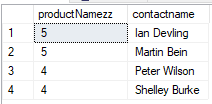 productNamezz contactname
1 5 Ian Devling
2 5 Martin Bein
3 4 Peter Wilson
4 4 Shelley Burke